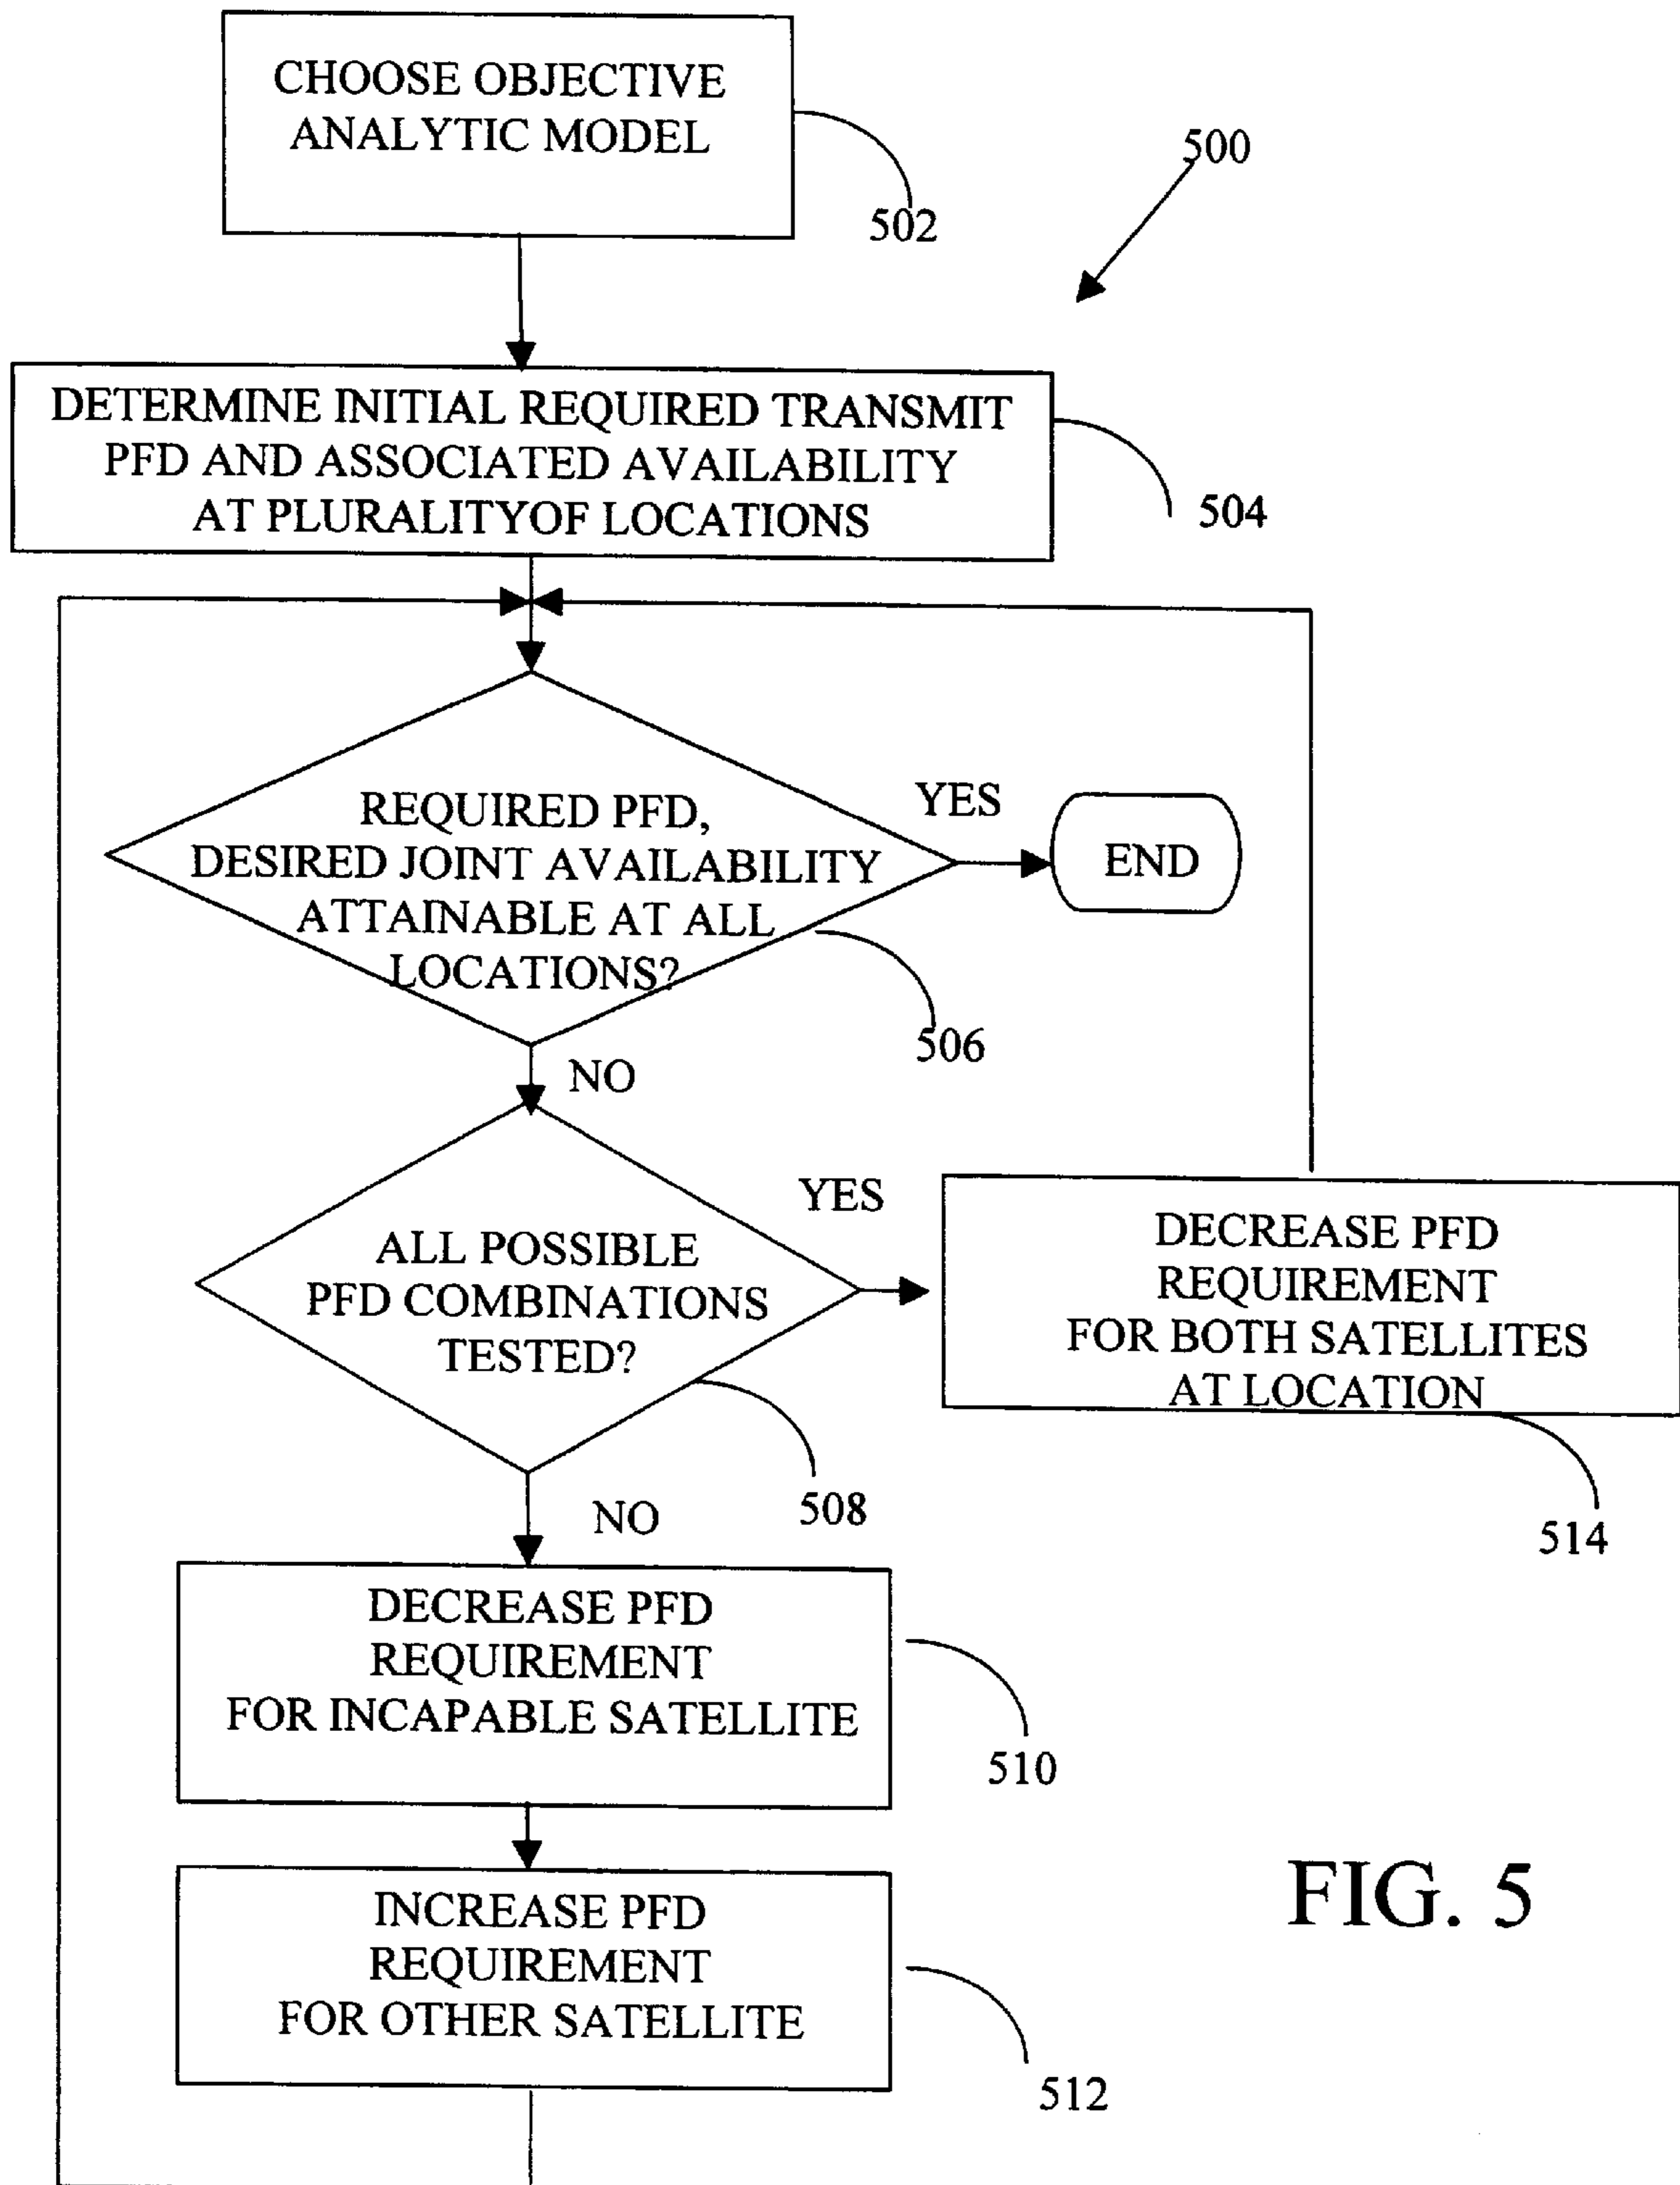 CHOOSE OBJECTIVE
ANALYTIC MODEL
502
500
DETERMINE INITIAL REQUIRED TRANSMIT
PFD AND ASSOCIATED AVAILABILITY
AT PLURALITYOF LOCATIONS
504
REQUIRED PFD,
DESIRED JOINT AVAILABILITY
ATTAINABLE AT ALL
LOCATIONS?
YES
END
506
NO
ALL POSSIBLE
PFD COMBINATIONS
TESTED?
YES
DECREASE PFD
REQUIREMENT
FOR BOTH SATELLITES
AT LOCATION
508
514
NO
DECREASE PFD
REQUIREMENT
FOR INCAPABLE SATELLITE
510
INCREASE PFD
REQUIREMENT
FOR OTHER SATELLITE
512
FIG. 5